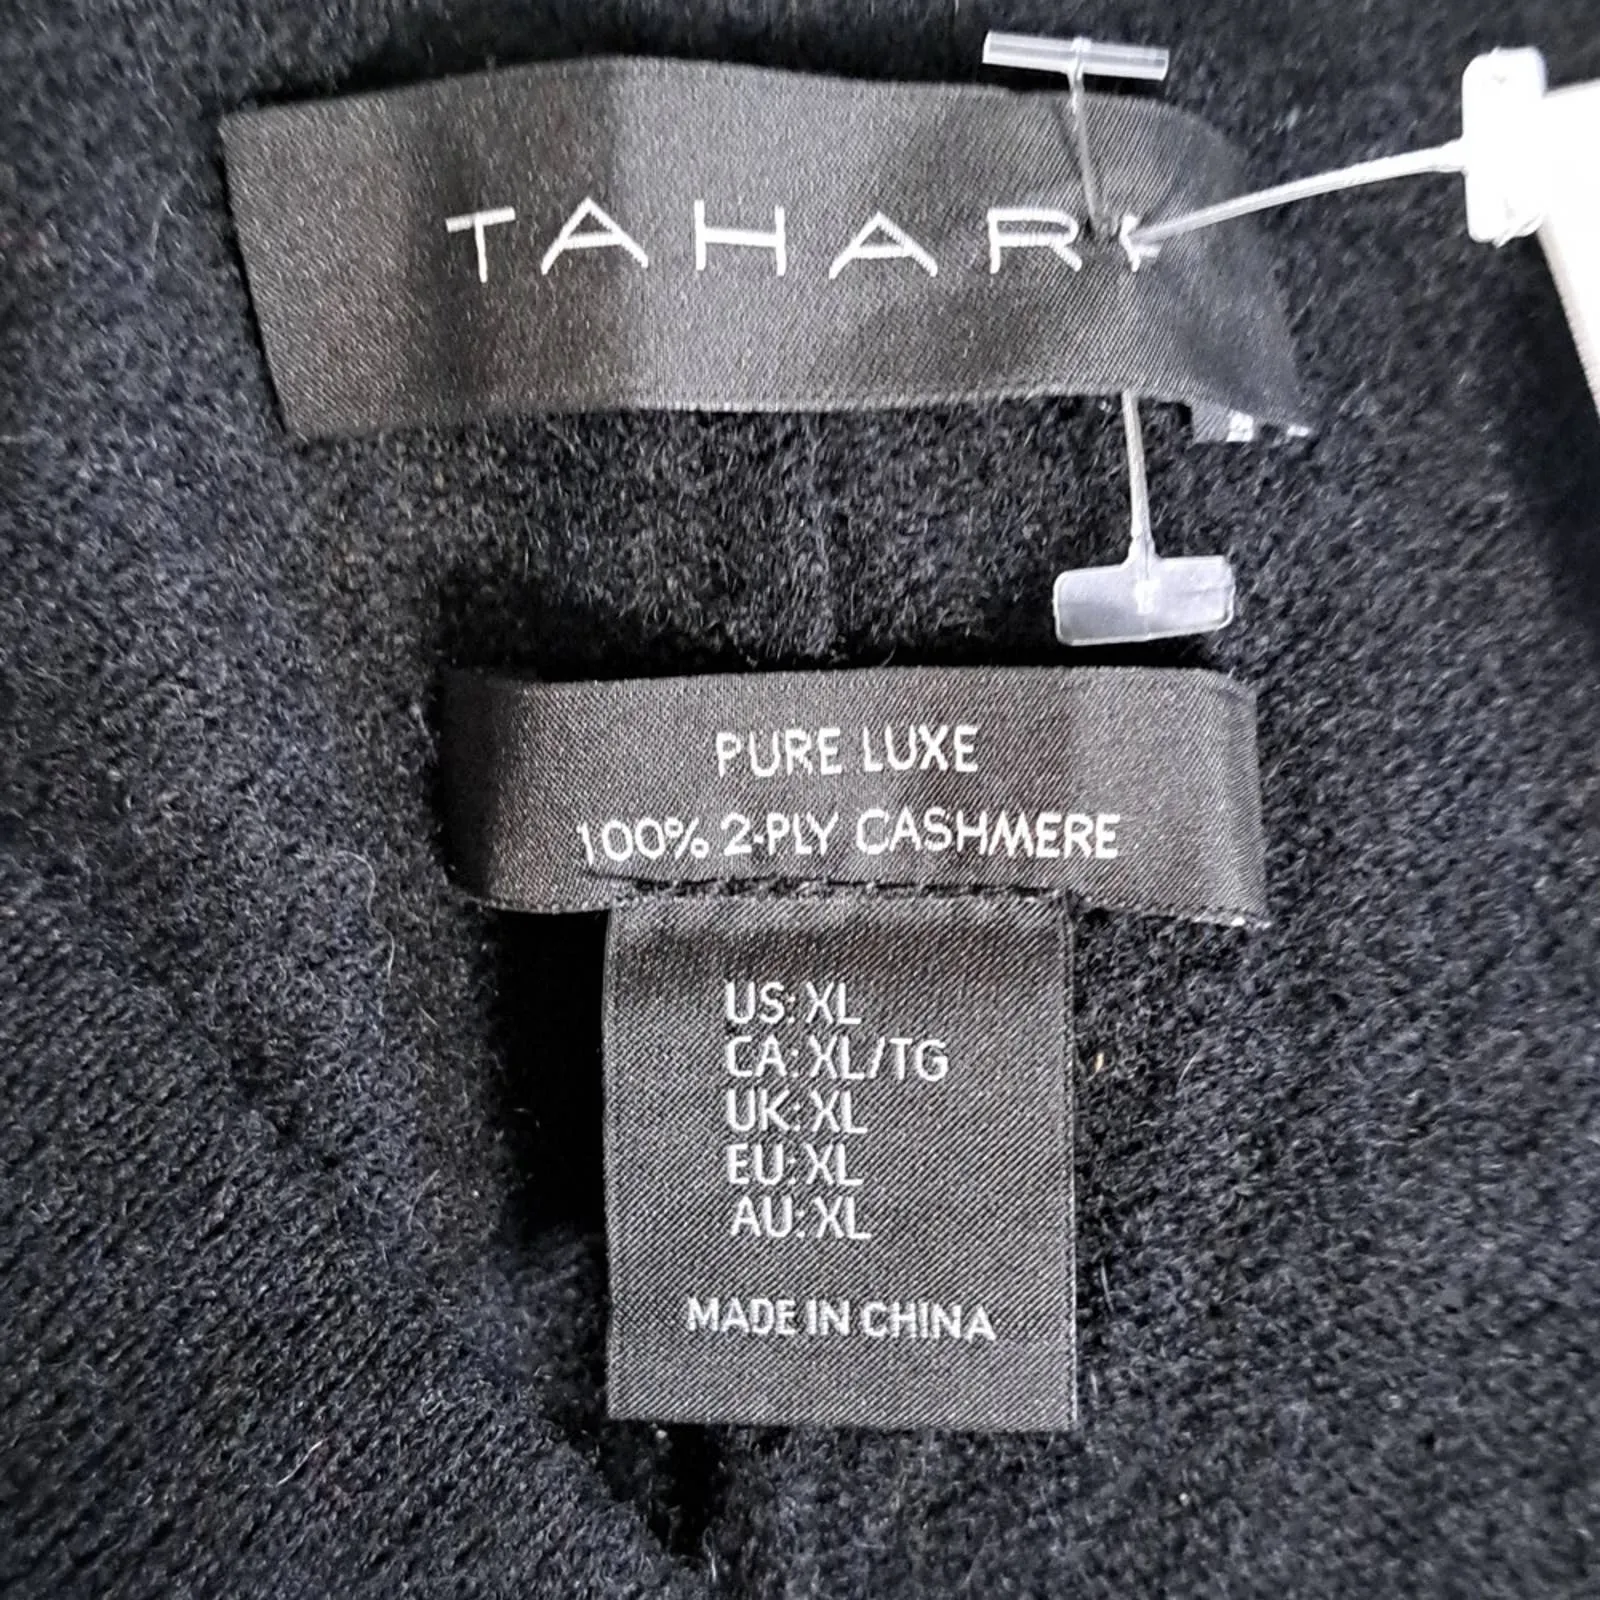 TAHARI
PURE LUXE
100% 2-PLY CASHMERE
US: XL
CA: XL/TG
UK: XL
EU: XL
AU: XL
MADE IN CHINA